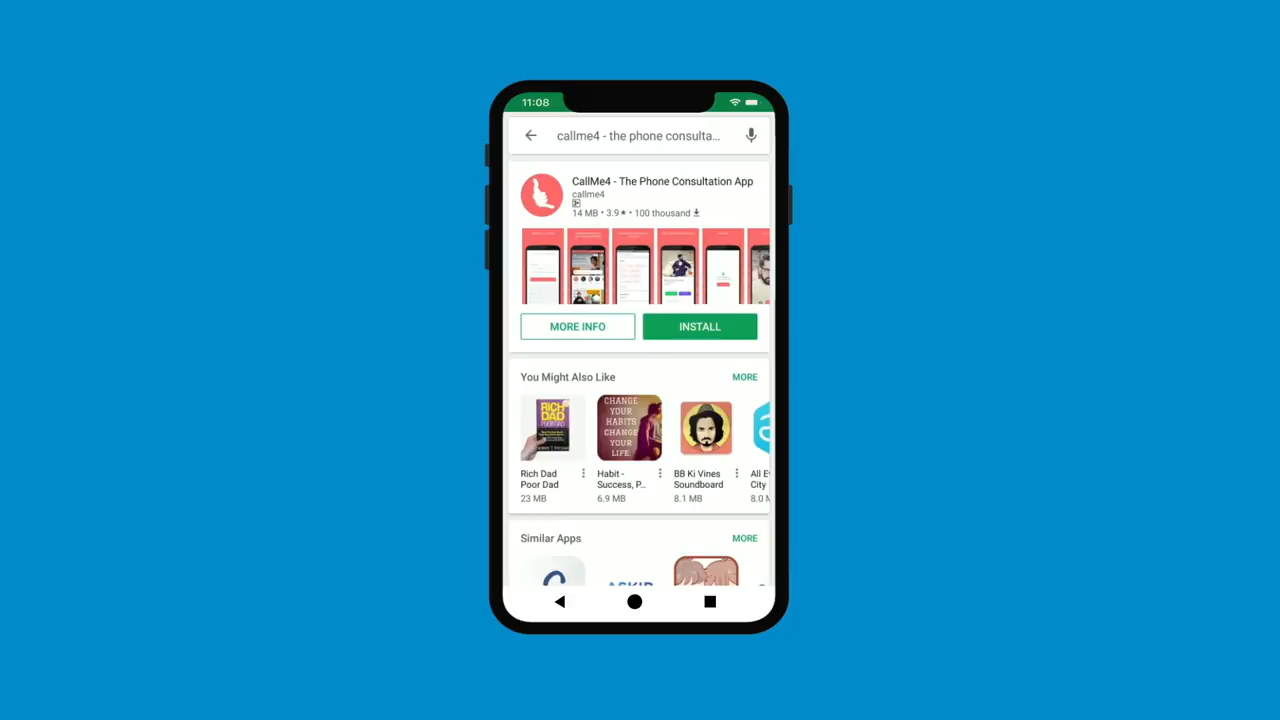 11:08
callme4 - the phone consulta...
CallMe4 - The Phone Consultation App
callme4
14 MB • 3.9 ★ • 100 thousand
MORE INFO
INSTALL
You Might Also Like
MORE
RICH
DAD
POOR DAD
CHANGE
YOUR
HABITS
CHANGE
YOUR
LIFE.
Rich Dad
Poor Dad
23 MB
Habit -
Success, P...
6.9 MB
BB Ki Vines
Soundboard
8.1 MB
All E
City
8.0 M
Similar Apps
MORE